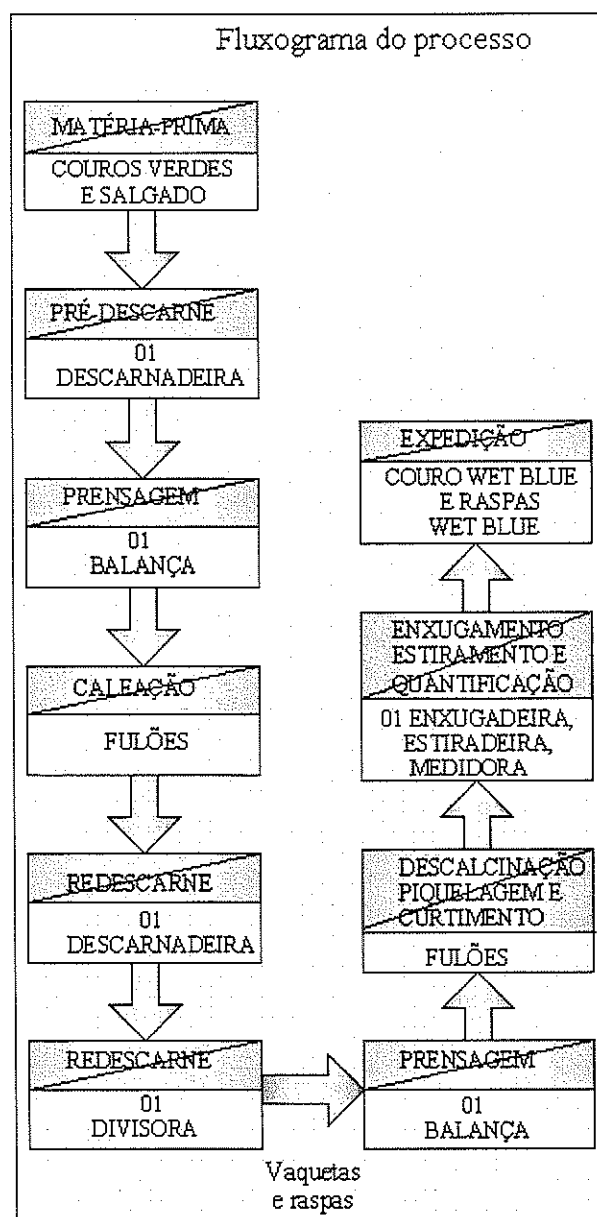 Fluxograma do processo
MATÉRIA-PRIMA
COUROS VERDES
E SALGADO
PRÉ-DESCARNE
01
DESCARNADEIRA
PRENSAGEM
01
BALANÇA
CALEAÇÃO
FULÕES
REDESCARNE
01
DESCARNADEIRA
REDESCARNE
01
DIVISORA
Vaquetas
e raspas
PRENSAGEM
01
BALANÇA
DESCALCINAÇÃO
PIQUELAGEM E
CURTIMENTO
FULÕES
ENXUGAMENTO
ESTIRAMENTO E
QUANTIFICAÇÃO
01 ENXUGADEIRA,
ESTIRADEIRA,
MEDIDORA
EXPEDIÇÃO
COURO WET BLUE
E RASPAS
WET BLUE